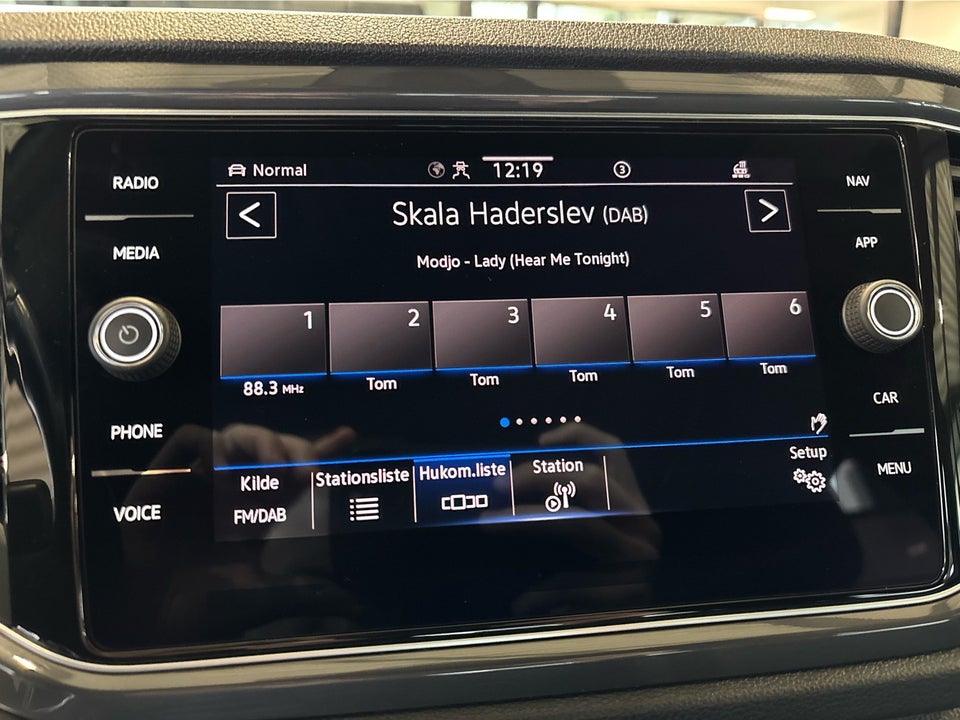 RADIO
MEDIA
PHONE
VOICE
Normal
12:19
3
Skala Haderslev (DAB)
Modjo - Lady (Hear Me Tonight)
1 2 3 4 5 6
88.3 MHz Tom Tom Tom Tom Tom
Kilde
FM/DAB
Stationsliste
Hukom.liste
Station
Setup
NAV
APP
CAR
MENU